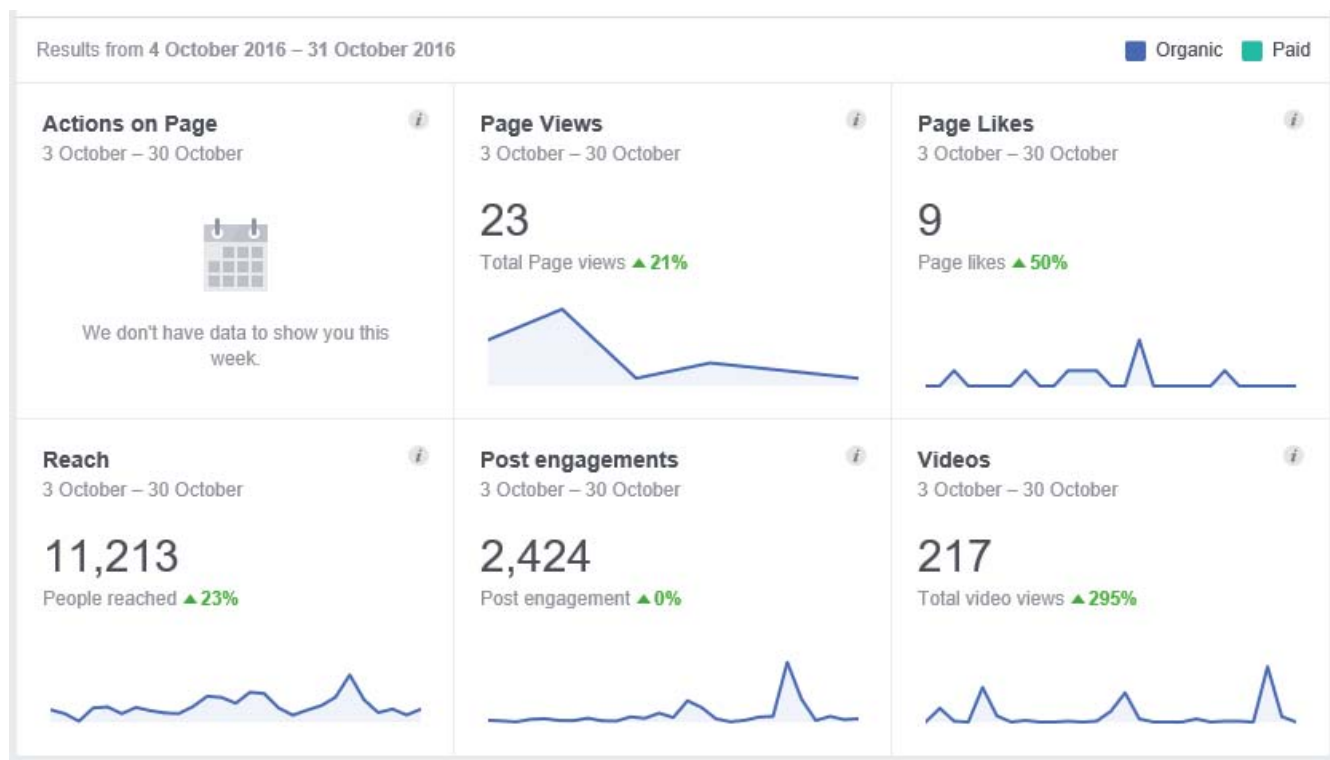 Results from 4 October 2016 – 31 October 2016
Organic Paid
Actions on Page
3 October – 30 October
We don't have data to show you this
week.
Page Views
3 October – 30 October
23
Total Page views ▲ 21%
Page Likes
3 October – 30 October
9
Page likes ▲ 50%
Reach
3 October – 30 October
11,213
People reached ▲ 23%
Post engagements
3 October – 30 October
2,424
Post engagement ▲ 0%
Videos
3 October – 30 October
217
Total video views ▲ 295%